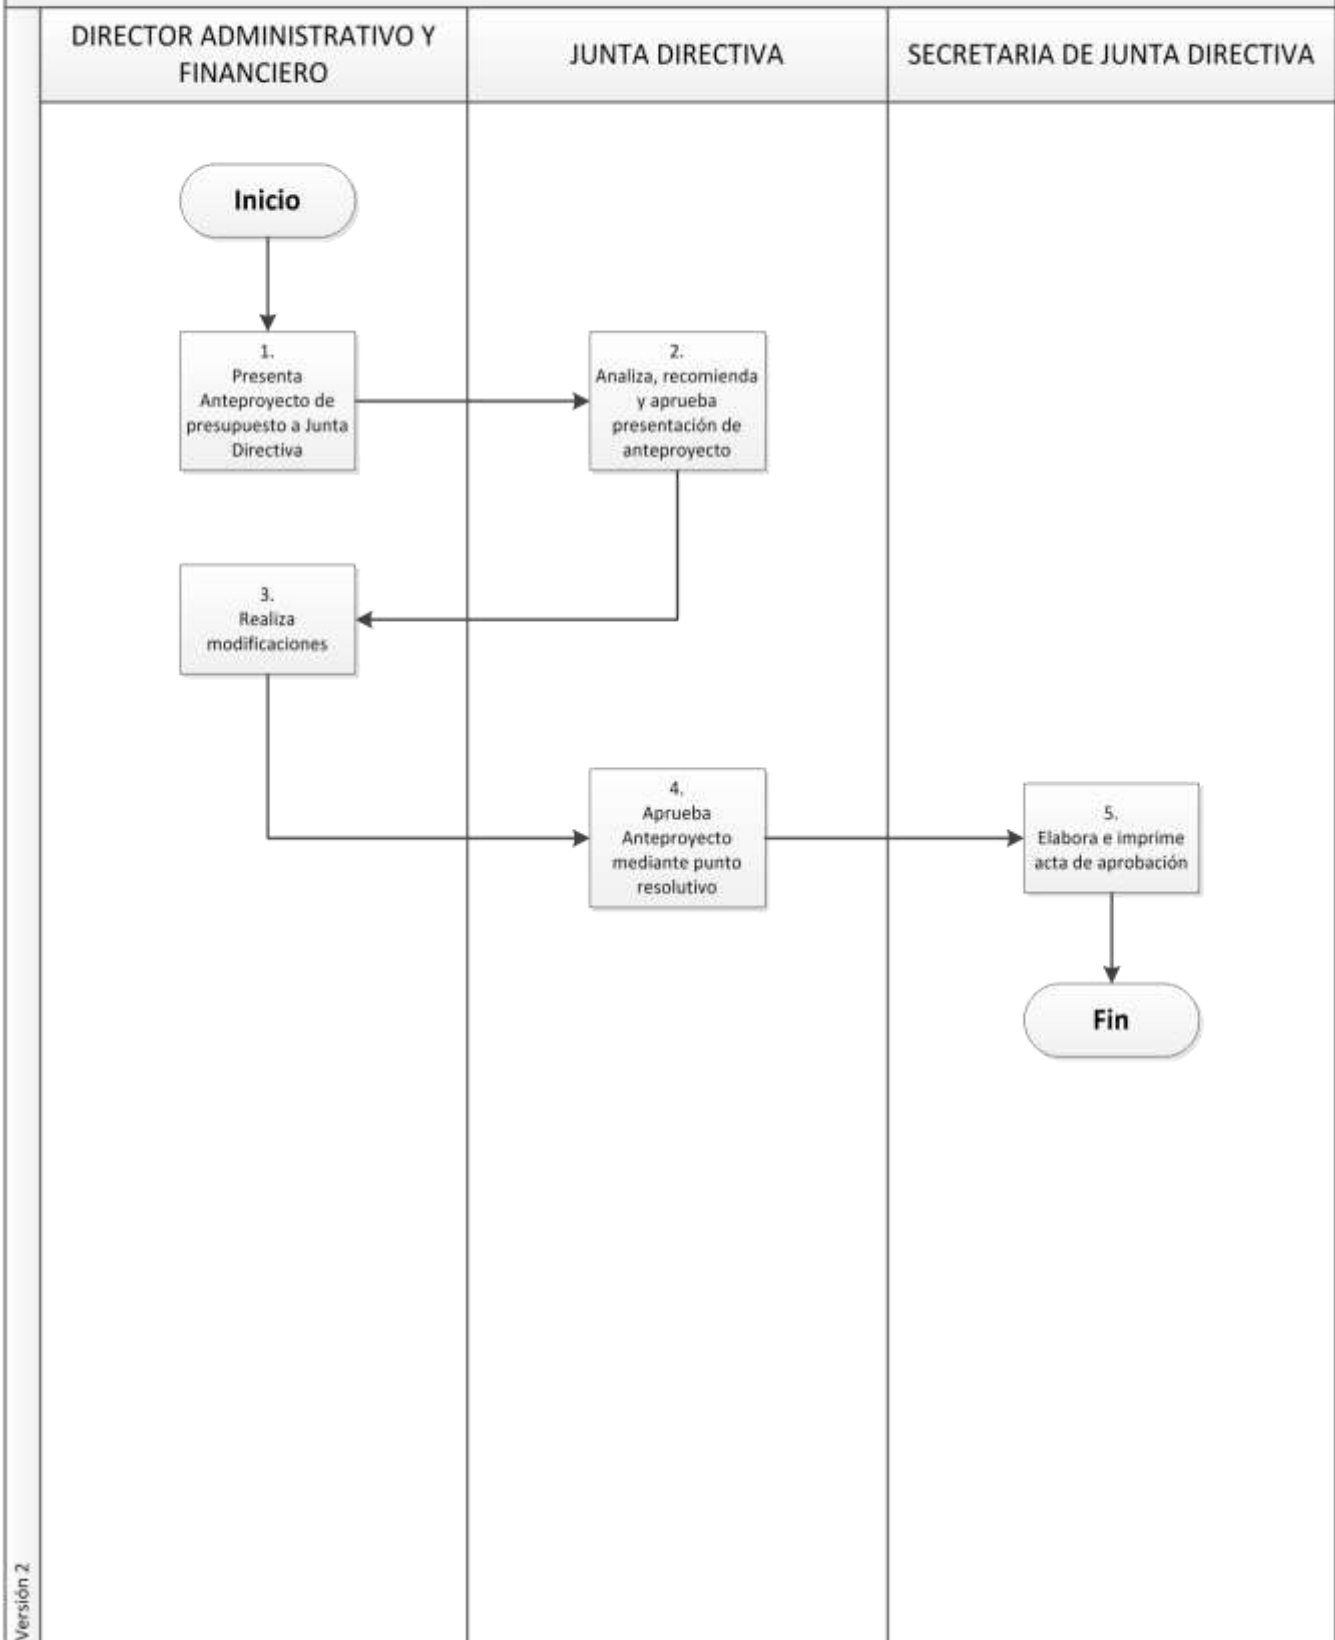 DIRECTOR ADMINISTRATIVO Y
FINANCIERO
JUNTA DIRECTIVA
SECRETARIA DE JUNTA DIRECTIVA
Inicio
1.
Presenta
Anteproyecto de
presupuesto a Junta
Directiva
2.
Analiza, recomienda
y aprueba
presentación de
anteproyecto
3.
Realiza
modificaciones
4.
Aprueba
Anteproyecto
mediante punto
resolutivo
5.
Elabora e imprime
acta de aprobación
Fin
Versión 2